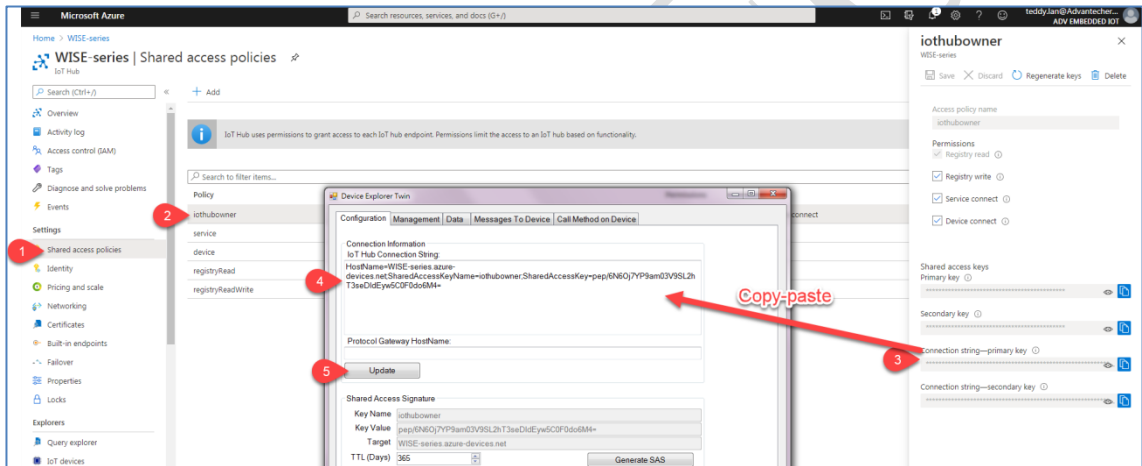 Microsoft Azure
Search resources, services, and docs (G+/)
teddy.lan@Advantecher...
ADV EMBEDDED IOT
Home > WISE-series
WISE-series | Shared access policies
IoT Hub
Search (Ctrl+/)
Overview
Activity log
Access control (IAM)
Tags
Diagnose and solve problems
Events
Settings
Shared access policies
Identity
Pricing and scale
Networking
Certificates
Built-in endpoints
Failover
Properties
Locks
Explorers
Query explorer
IoT devices
+ Add
IoT Hub uses permissions to grant access to each IoT hub endpoint. Permissions limit the access to an IoT hub based on functionality.
Search to filter items...
Policy
iothubowner
connect
service
device
registryRead
registryReadWrite
1
2
3
4
5
Device Explorer Twin
Configuration Management Data Messages To Device Call Method on Device
Connection Information
IoT Hub Connection String:
HostName=WISE-series.azure-
devices.net;SharedAccessKeyName=iothubowner;SharedAccessKey=pep/6N6Oj7YP9am03V9SL2h
T3seDIdEyw5C0F0do6M4=
Protocol Gateway HostName:
Update
Shared Access Signature
Key Name iothubowner
Key Value pep/6N6Oj7YP9am03V9SL2hT3seDIdEyw5C0F0do6M4=
Target WISE-series.azure-devices.net
TTL (Days) 365
Generate SAS
Copy-paste
iothubowner
WISE-series
Save Discard Regenerate keys Delete
Access policy name
iothubowner
Permissions
Registry read
Registry write
Service connect
Device connect
Shared access keys
Primary key
Secondary key
Connection string—primary key
Connection string—secondary key